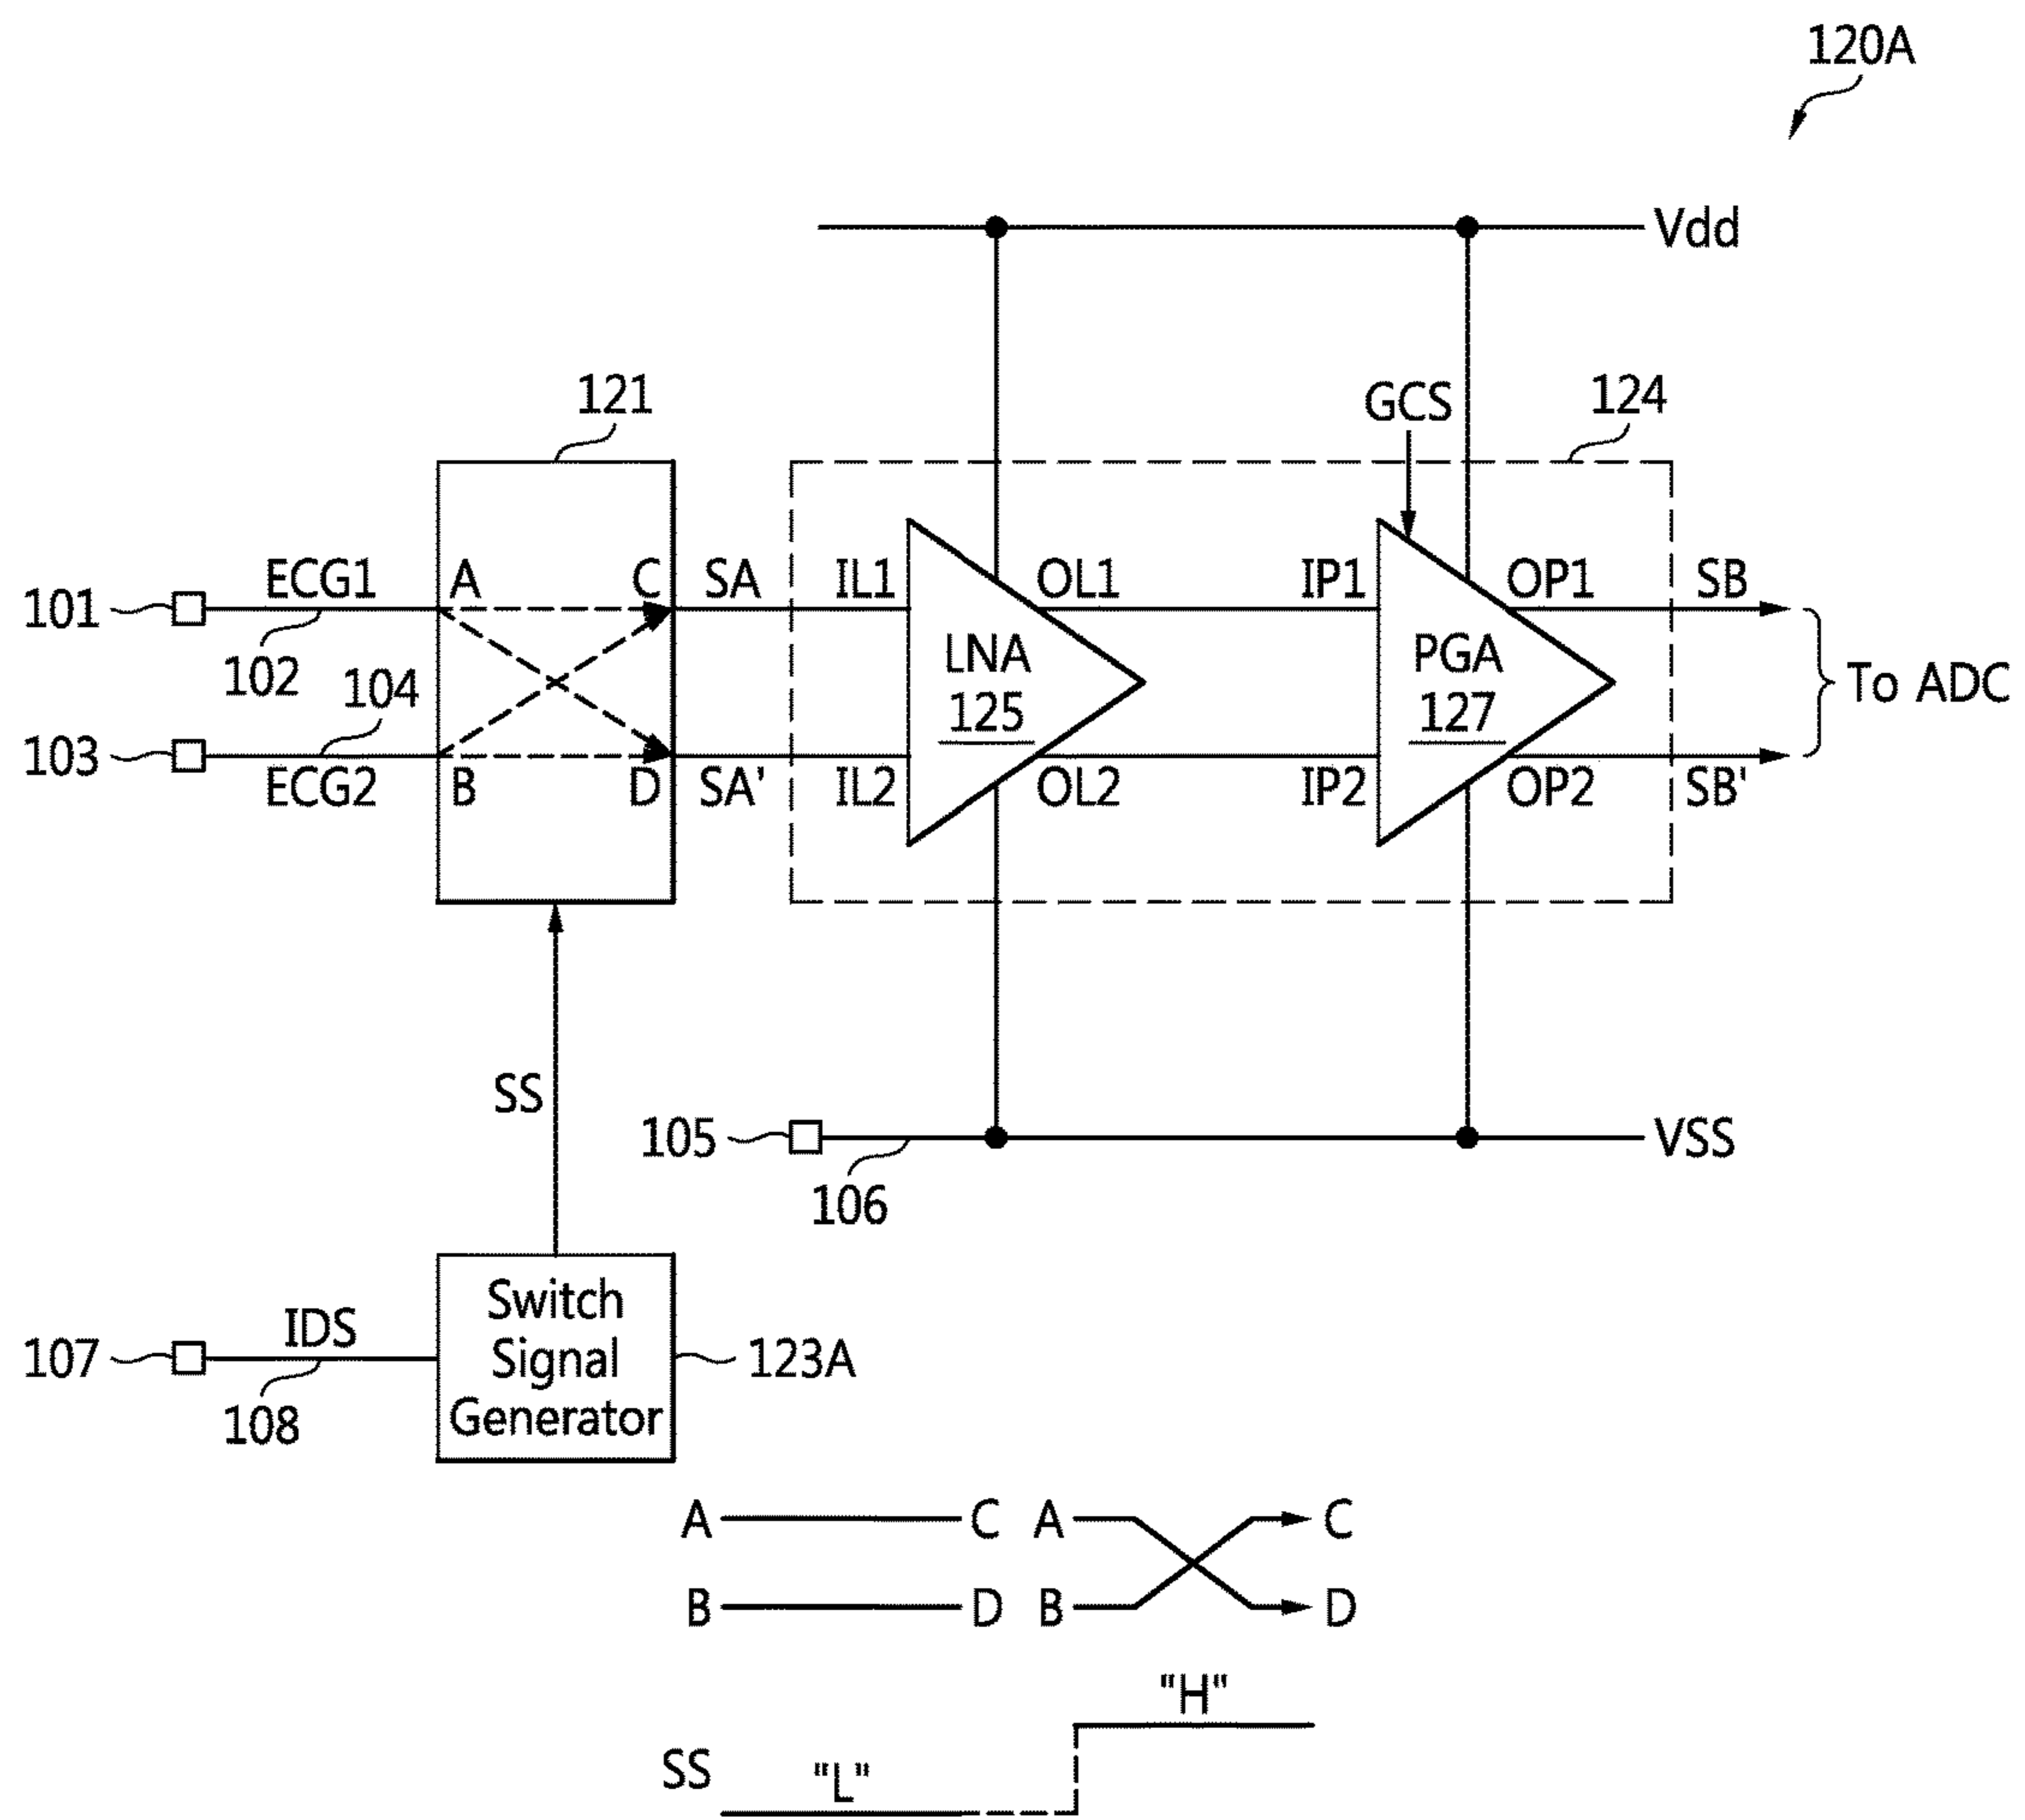 120A
Vdd
121
GCS
124
ECG1
A
C
SA
IL1
OL1
IP1
OP1
SB
101
102
LNA
125
PGA
127
To ADC
104
103
ECG2
B
D
SA'
IL2
OL2
IP2
OP2
SB'
SS
105
VSS
106
107
IDS
108
Switch
Signal
Generator
123A
A C A C
B D B D
"H"
SS "L"